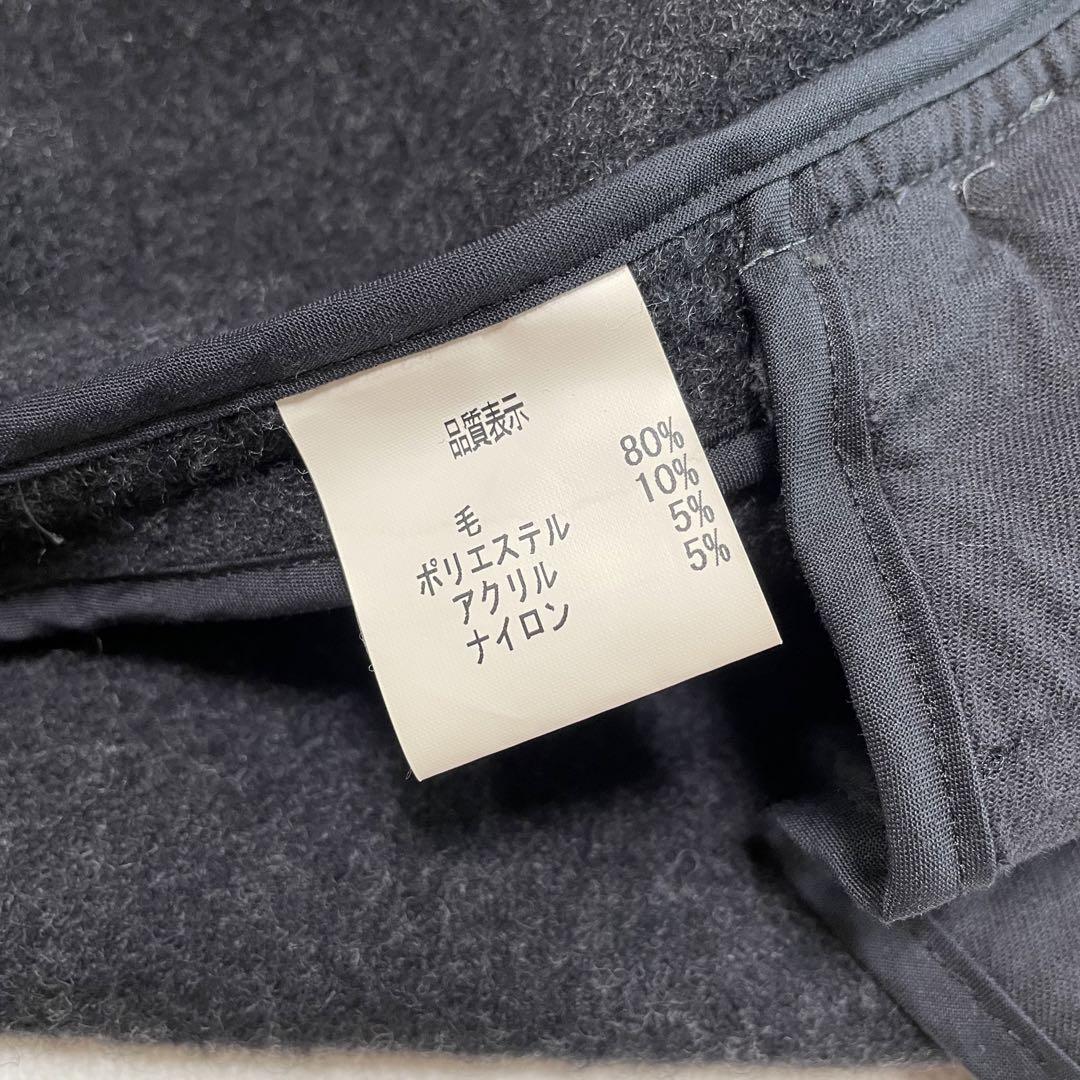 品質表示
毛 80%
ポリエステル 10%
アクリル 5%
ナイロン 5%